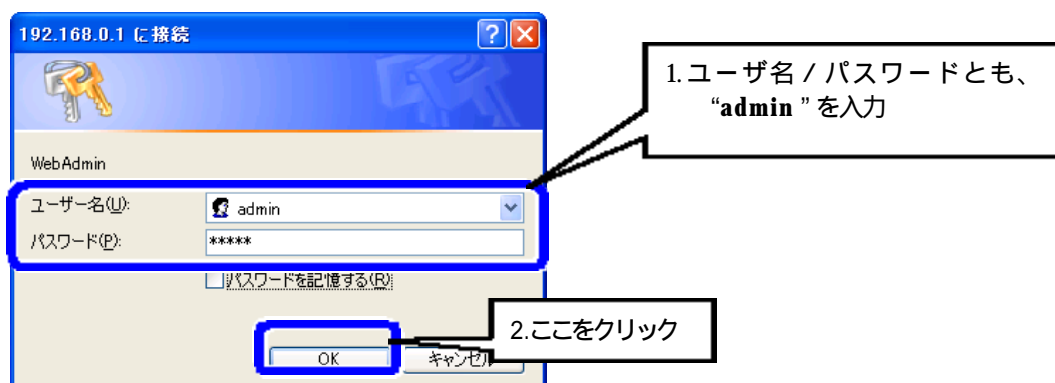 192.168.0.1 に接続
1.ユーザ名 / パスワードとも、
“admin ” を入力
WebAdmin
ユーザー名(U):
admin
パスワード(P):
*****
パスワードを記憶する(R)
2.ここをクリック
OK
キャンセル